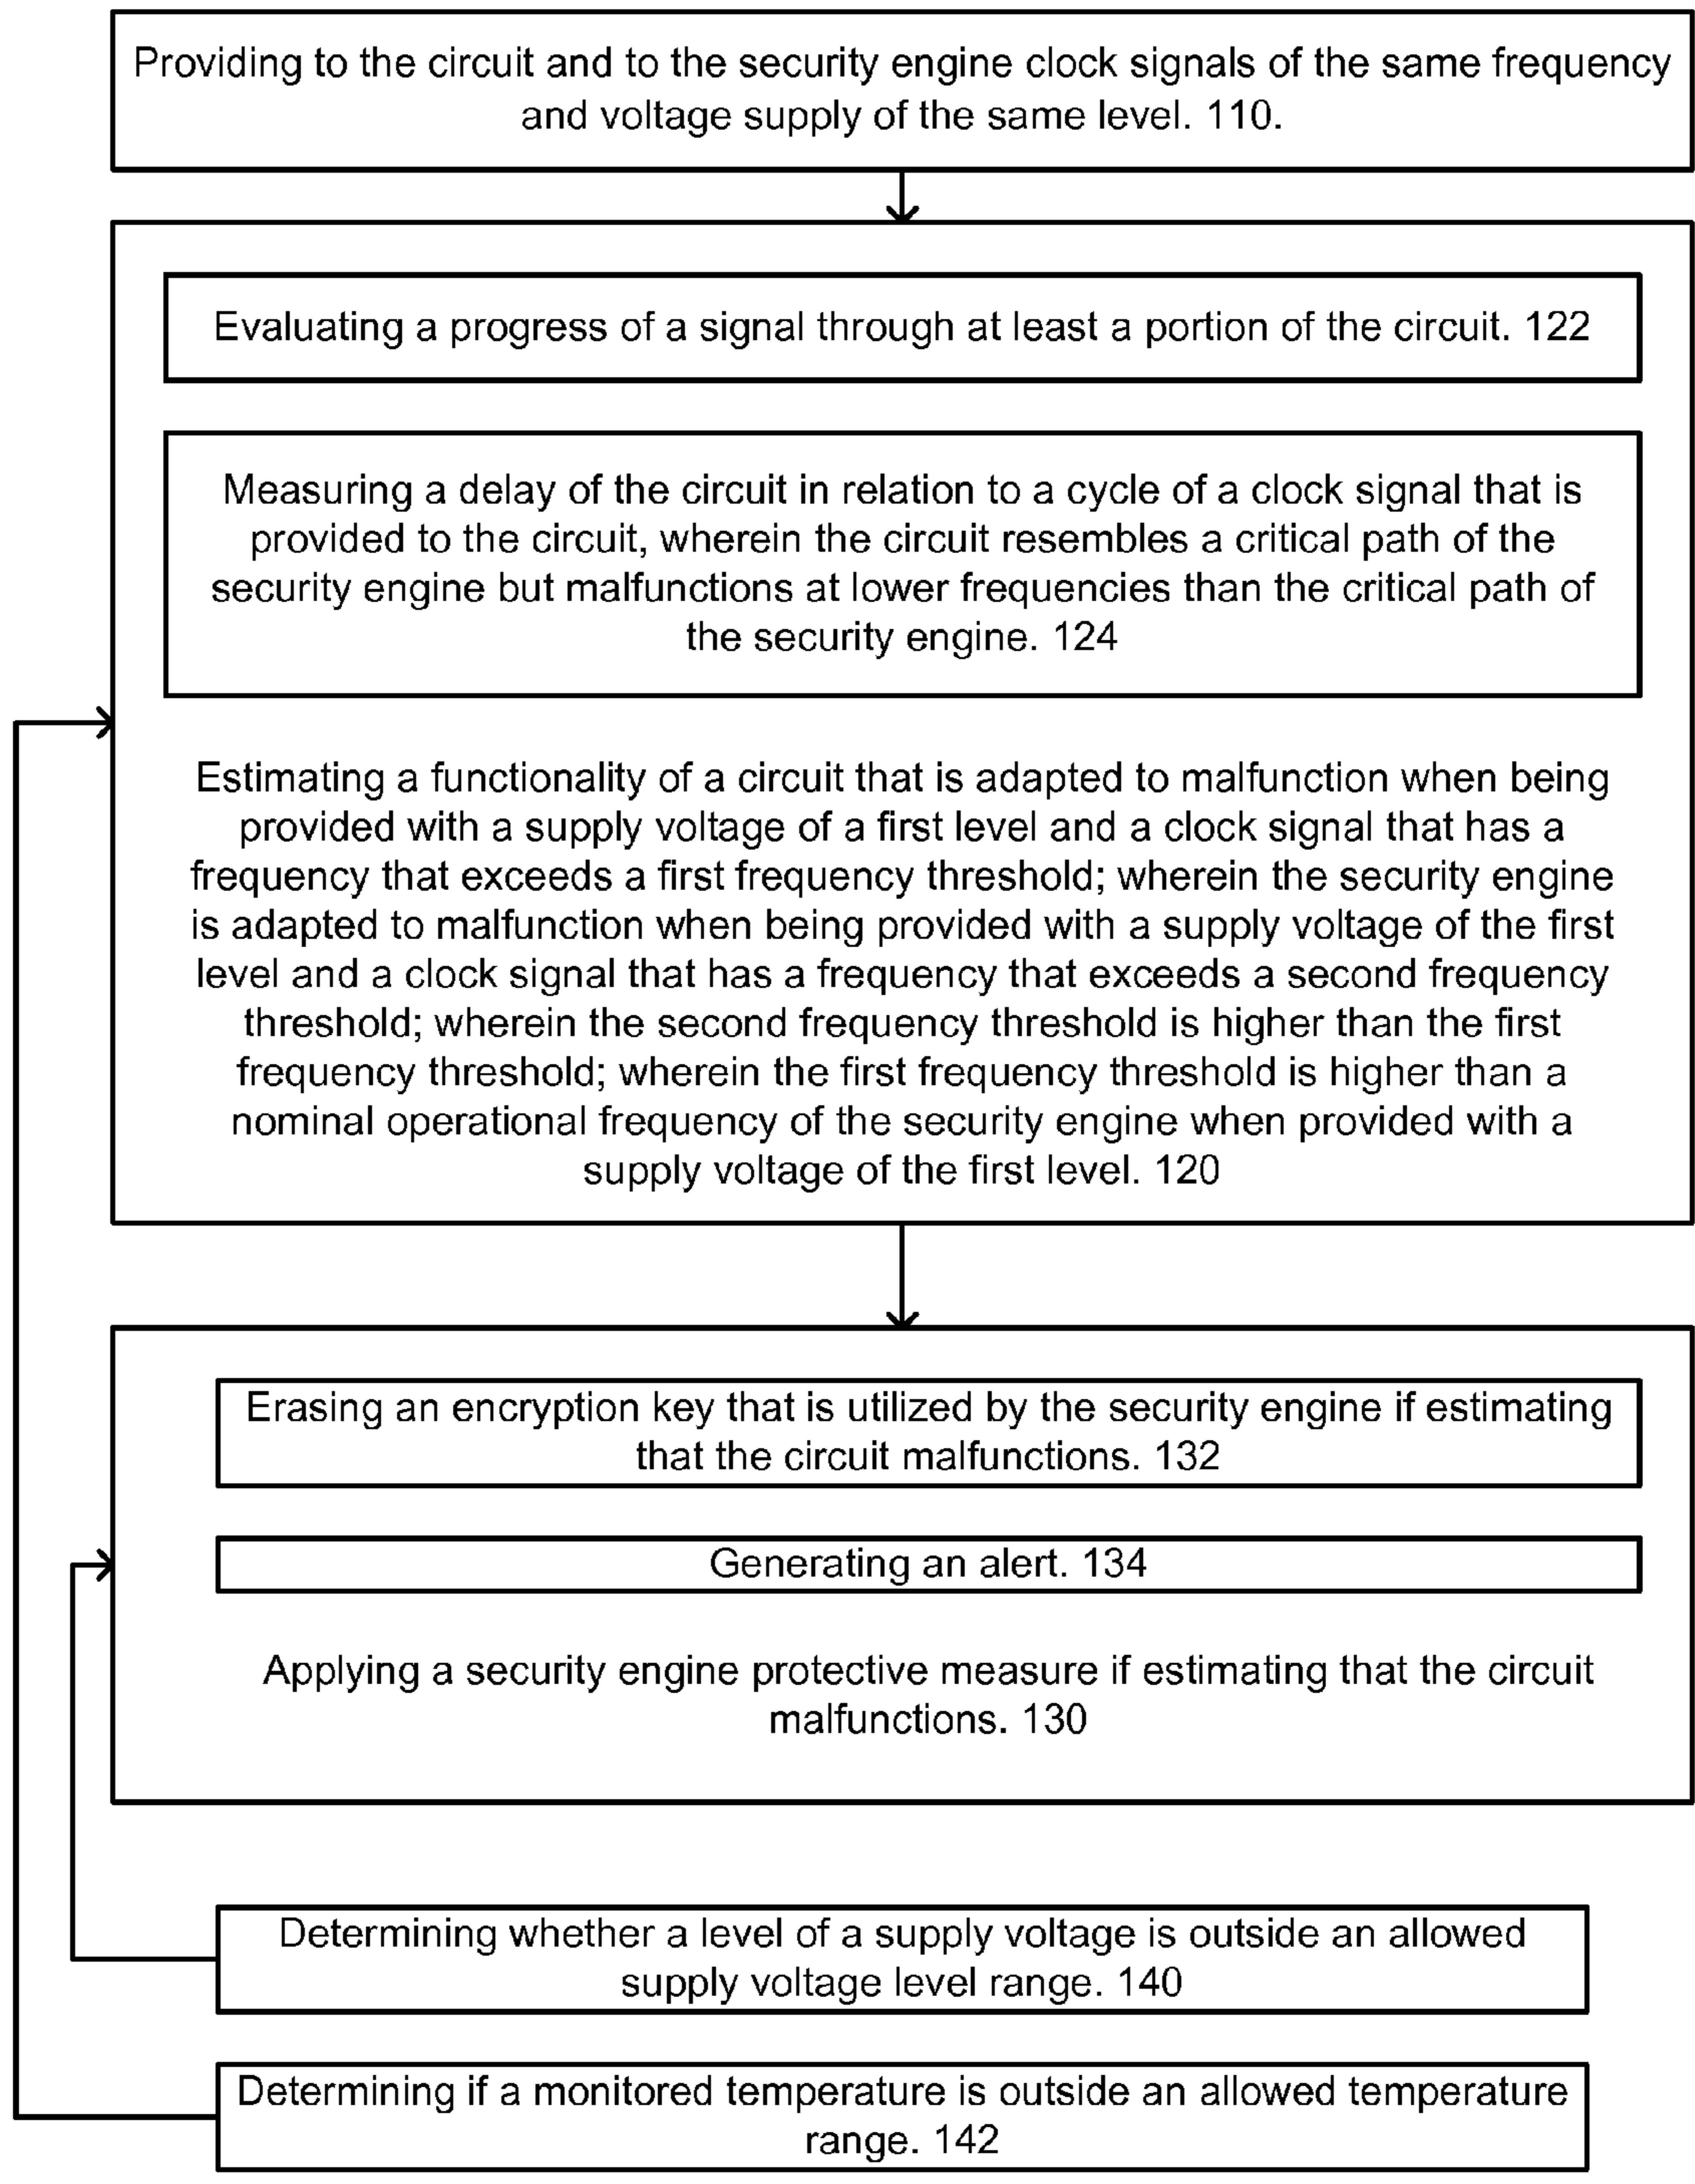 Providing to the circuit and to the security engine clock signals of the same frequency
and voltage supply of the same level. 110.
Evaluating a progress of a signal through at least a portion of the circuit. 122
Measuring a delay of the circuit in relation to a cycle of a clock signal that is
provided to the circuit, wherein the circuit resembles a critical path of the
security engine but malfunctions at lower frequencies than the critical path of
the security engine. 124
Estimating a functionality of a circuit that is adapted to malfunction when being
provided with a supply voltage of a first level and a clock signal that has a
frequency that exceeds a first frequency threshold; wherein the security engine
is adapted to malfunction when being provided with a supply voltage of the first
level and a clock signal that has a frequency that exceeds a second frequency
threshold; wherein the second frequency threshold is higher than the first
frequency threshold; wherein the first frequency threshold is higher than a
nominal operational frequency of the security engine when provided with a
supply voltage of the first level. 120
Erasing an encryption key that is utilized by the security engine if estimating
that the circuit malfunctions. 132
Generating an alert. 134
Applying a security engine protective measure if estimating that the circuit
malfunctions. 130
Determining whether a level of a supply voltage is outside an allowed
supply voltage level range. 140
Determining if a monitored temperature is outside an allowed temperature
range. 142